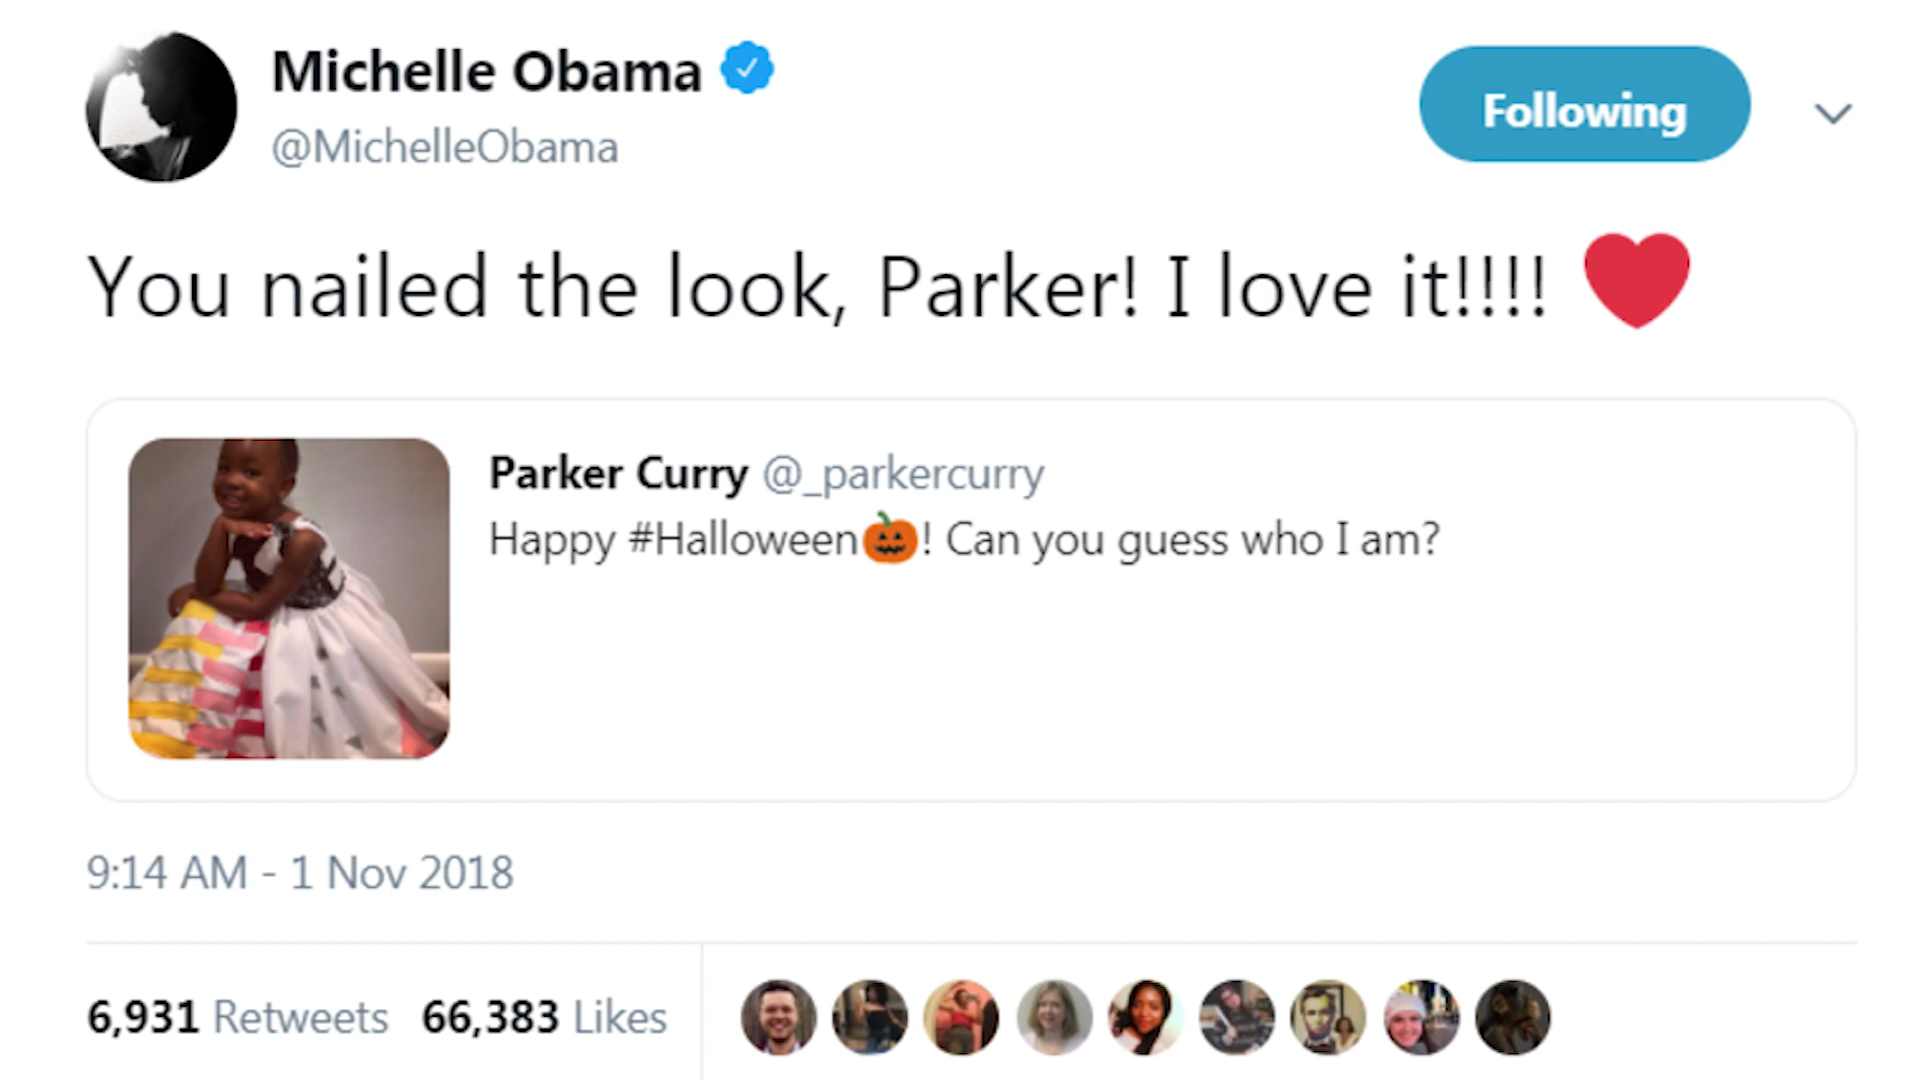 Michelle Obama
@MichelleObama
Following
You nailed the look, Parker! I love it!!!! ❤️
Parker Curry @_parkercurry
Happy #Halloween🎃! Can you guess who I am?
9:14 AM - 1 Nov 2018
6,931 Retweets 66,383 Likes